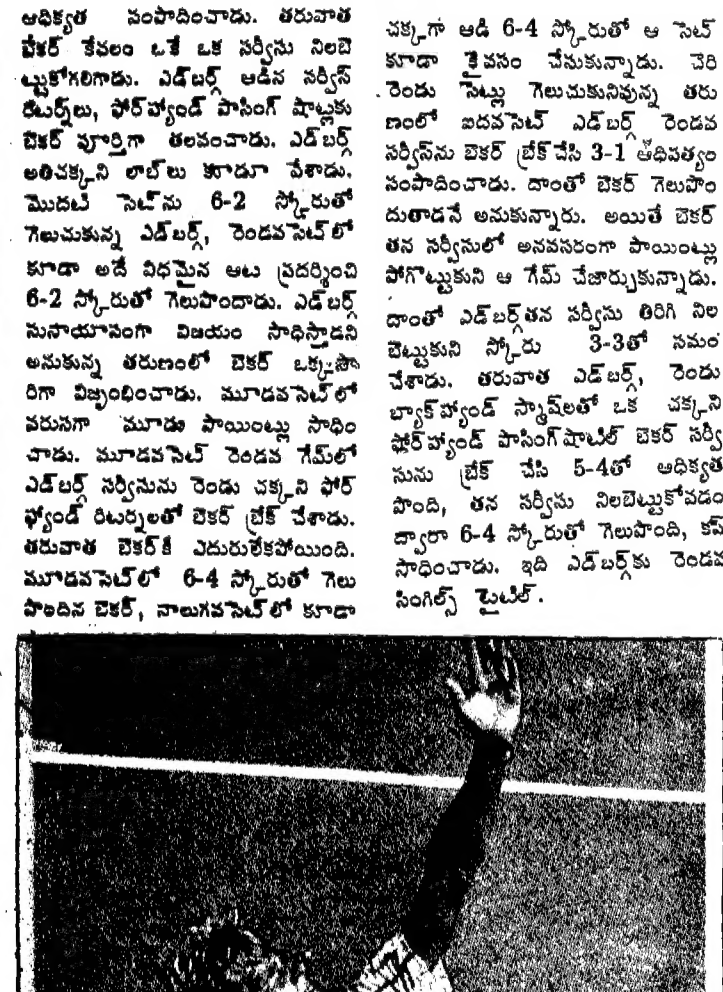 ఆధిక్యత సంపాదించాడు. తరువాత
బేకర్ కేవలం ఒకే ఒక సర్వీసు నిలబె
ట్టుకోగలిగాడు. ఎడ్‌బర్గ్ ఆడిన సర్వీస్
రిటర్న్‌లు, ఫోర్‌హ్యాండ్ పాసింగ్ షాట్లకు
బెకర్ పూర్తిగా తలవంచాడు. ఎడ్‌బర్గ్
అతిచక్కని లాబ్‌లు కూడా వేశాడు.
మొదటి సెట్‌ను 6-2 స్కోరుతో
గెలుచుకున్న ఎడ్‌బర్గ్, రెండవసెట్‌లో
కూడా అదే విధమైన ఆట ప్రదర్శించి
6-2 స్కోరుతో గెలుపొందాడు. ఎడ్‌బర్గ్
సునాయాసంగా విజయం సాధిస్తాడని
అనుకున్న తరుణంలో బెకర్ ఒక్కసా
రిగా విజృంభించాడు. మూడవసెట్‌లో
వరుసగా మూడు పాయింట్లు సాధిం
చాడు. మూడవసెట్ రెండవ గేమ్‌లో
ఎడ్‌బర్గ్ సర్వీసును రెండు చక్కని ఫోర్
హ్యాండ్ రిటర్న్లలతో బెకర్ బ్రేక్ చేశాడు.
తరువాత బెకర్‌కి ఎదురులేకపోయింది.
మూడవసెట్‌లో 6-4 స్కోరుతో గెలు
పొందిన బెకర్, నాలుగవసెట్‌లో కూడా
చక్కగా ఆడి 6-4 స్కోరుతో ఆ సెట్
కూడా కైవసం చేసుకున్నాడు. చెరి
రెండు సెట్లు గెలుచుకునివున్న తరు
ణంలో ఐదవసెట్ ఎడ్‌బర్గ్ రెండవ
సర్వీస్‌ను బెకర్ బ్రేక్‌చేసి 3-1 ఆధిపత్యం
సంపాదించాడు. దాంతో బెకర్ గెలుపొం
దుతాడనే అనుకున్నారు. అయితే బెకర్
తన సర్వీసులో అనవసరంగా పాయింట్లు
పోగొట్టుకుని ఆ గేమ్ చేజార్చుకున్నాడు.
దాంతో ఎడ్‌బర్గ్‌తన సర్వీసు తిరిగి నిల
బెట్టుకుని స్కోరు 3-3తో సమం
చేశాడు. తరువాత ఎడ్‌బర్గ్, రెండు
బ్యాక్‌హ్యాండ్ స్మాష్‌లతో ఒక చక్కని
ఫోర్‌హ్యాండ్ పాసింగ్‌షాట్‌ల్ బెకర్ సర్వీ
సును బ్రేక్ చేసి 5-4తో ఆధిక్యత
పొంది, తన సర్వీసు నిలబెట్టుకోవడం
ద్వారా 6-4 స్కోరుతో గెలుపొంది, కప్
సాధించాడు. ఇది ఎడ్‌బర్గ్‌కు రెండవ
సింగిల్స్ టైటిల్.